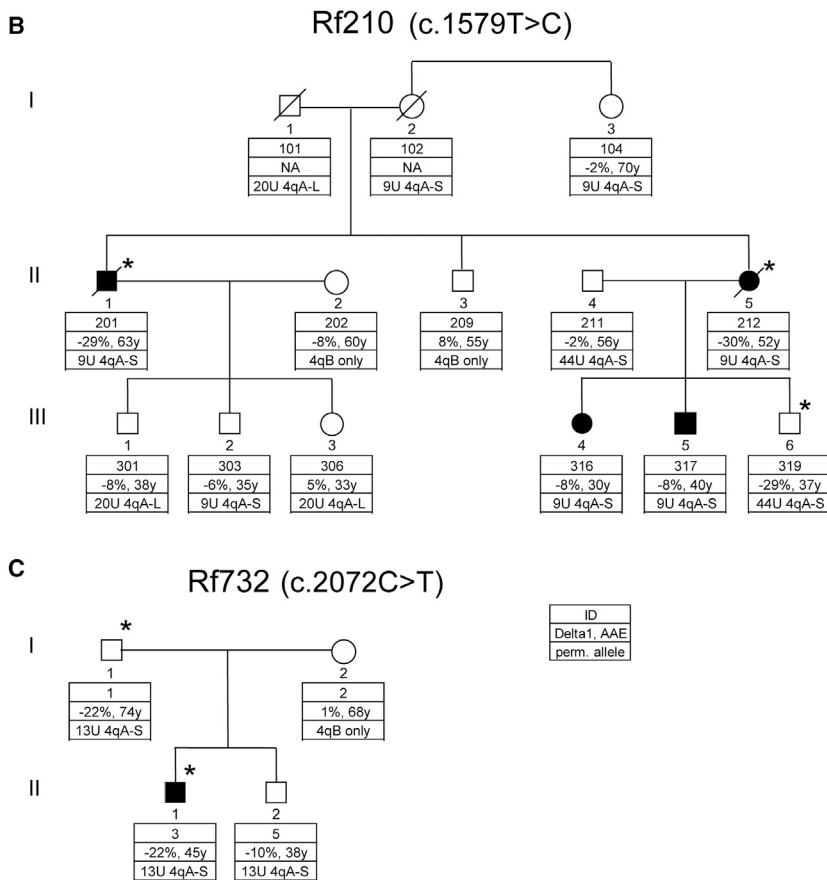 B
Rf210 (c.1579T>C)
I
1 2 3
101 102 104
NA NA -2%, 70y
20U 4qA-L 9U 4qA-S 9U 4qA-S
II
* *
1 2 3 4 5
201 202 209 211 212
-29%, 63y -8%, 60y 8%, 55y -2%, 56y -30%, 52y
9U 4qA-S 4qB only 4qB only 44U 4qA-S 9U 4qA-S
III
*
1 2 3 4 5 6
301 303 306 316 317 319
-8%, 38y -6%, 35y 5%, 33y -8%, 30y -8%, 40y -29%, 37y
20U 4qA-L 9U 4qA-S 20U 4qA-L 9U 4qA-S 9U 4qA-S 44U 4qA-S
C
Rf732 (c.2072C>T)
ID
Delta1, AAE
perm. allele
I
*
1 2
1 2
-22%, 74y 1%, 68y
13U 4qA-S 4qB only
II
*
1 2
3 5
-22%, 45y -10%, 38y
13U 4qA-S 13U 4qA-S